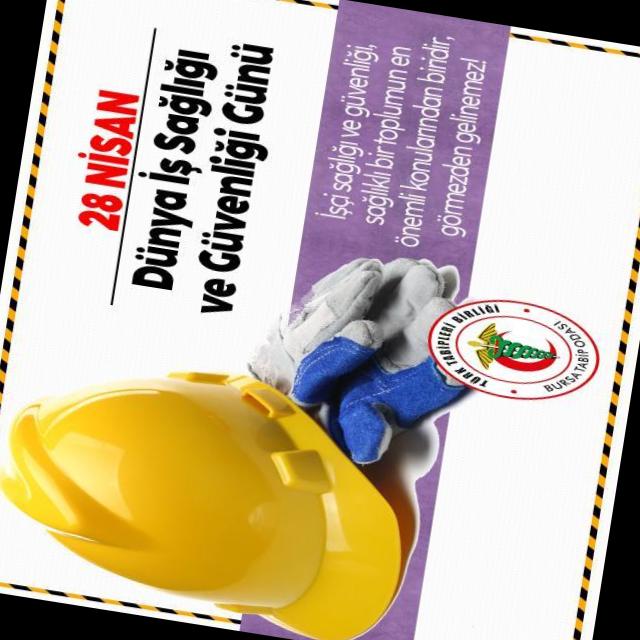 28 NİSAN
Dünya İş Sağlığı
ve Güvenliği Günü
İşçi sağlığı ve güvenliği,
sağlıklı bir toplumun en
önemli konularından biridir,
görmezden gelinemez!
TÜRK TABİPLERİ BİRLİĞİ
BURSA TABİP ODASI